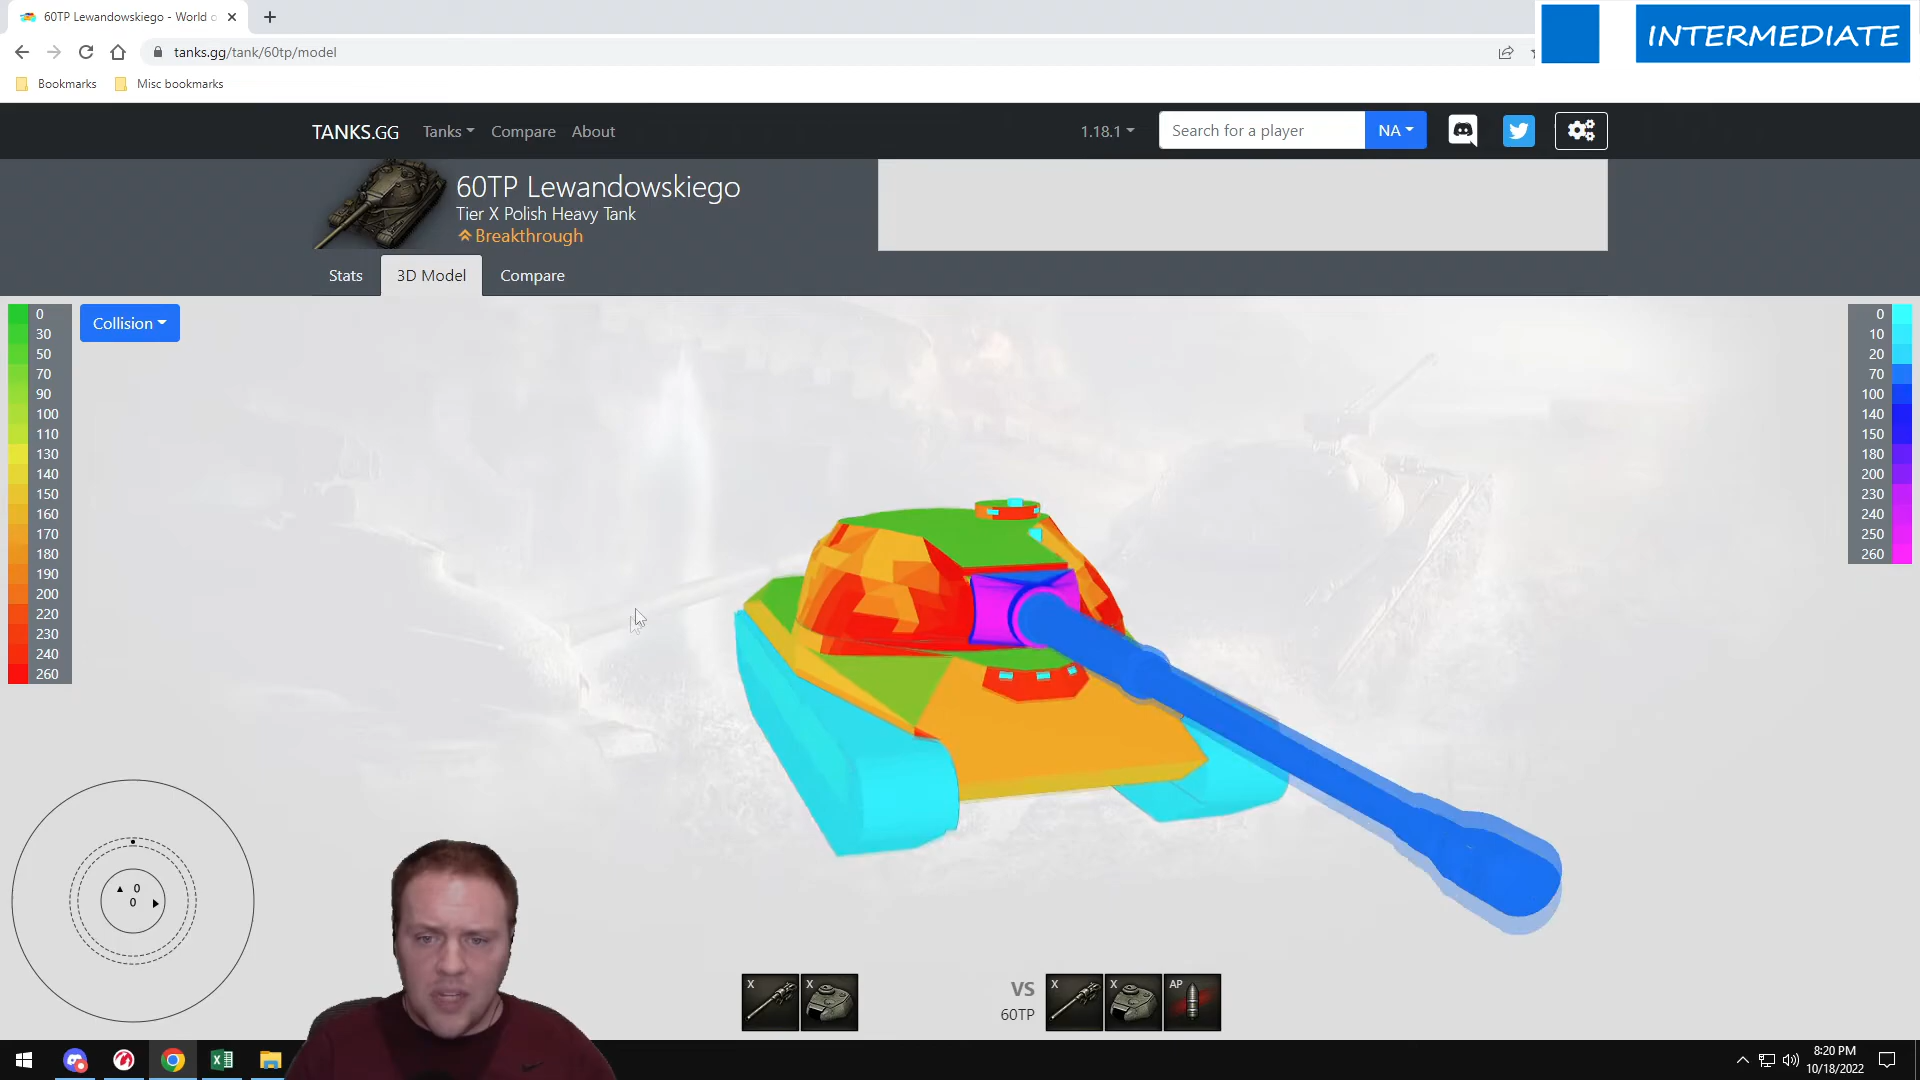 60TP Lewandowskiego - World o
INTERMEDIATE
tanks.gg/tank/60tp/model
Bookmarks
Misc bookmarks
TANKS.GG
Tanks
Compare
About
1.18.1
Search for a player
NA
60TP Lewandowskiego
Tier X Polish Heavy Tank
Breakthrough
Stats
3D Model
Compare
Collision
0
30
50
70
90
100
110
130
140
150
160
170
180
190
200
220
230
240
260
0
10
20
70
100
140
150
180
200
230
240
250
260
0
0
X
X
VS
60TP
X
X
AP
8:20 PM
10/18/2022